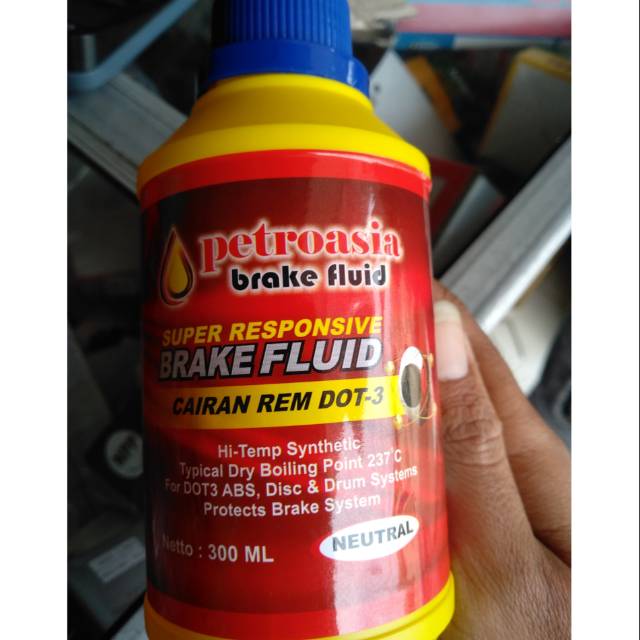 petroasia
brake fluid
SUPER RESPONSIVE
BRAKE FLUID
CAIRAN REM DOT-3
Hi-Temp Synthetic
Typical Dry Boiling Point 237°C
For DOT3 ABS, Disc & Drum Systems
Protects Brake System
Netto : 300 ML
NEUTRAL